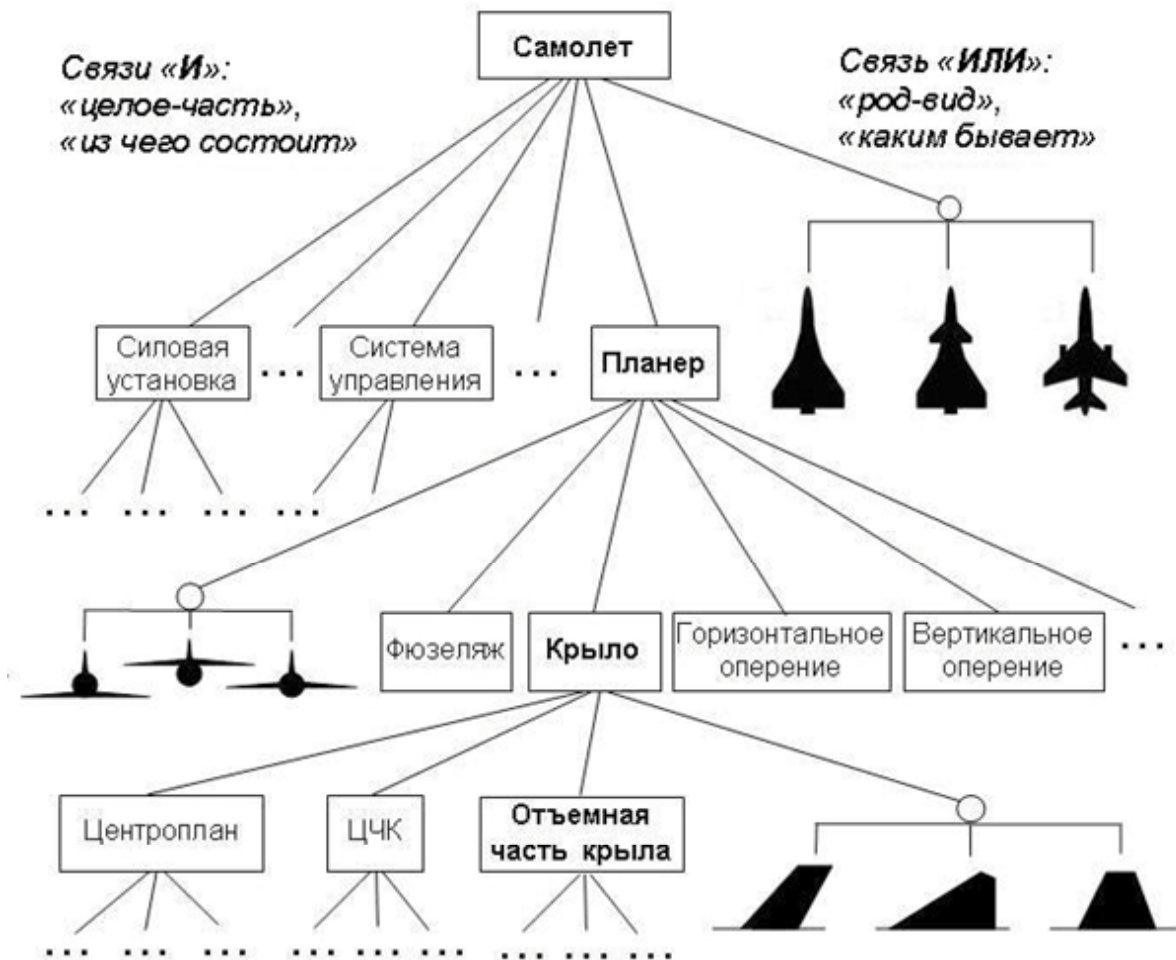 Самолет
Связи «И»:
«целое-часть»,
«из чего состоит»
Связь «ИЛИ»:
«род-вид»,
«каким бывает»
Силовая
установка
...
Система
управления
...
Планер
... ... ... ...
Фюзеляж
Крыло
Горизонтальное
оперение
Вертикальное
оперение
...
Центроплан
ЦЧК
Отъемная
часть крыла
... ... ... ... ... ... ... ... ...